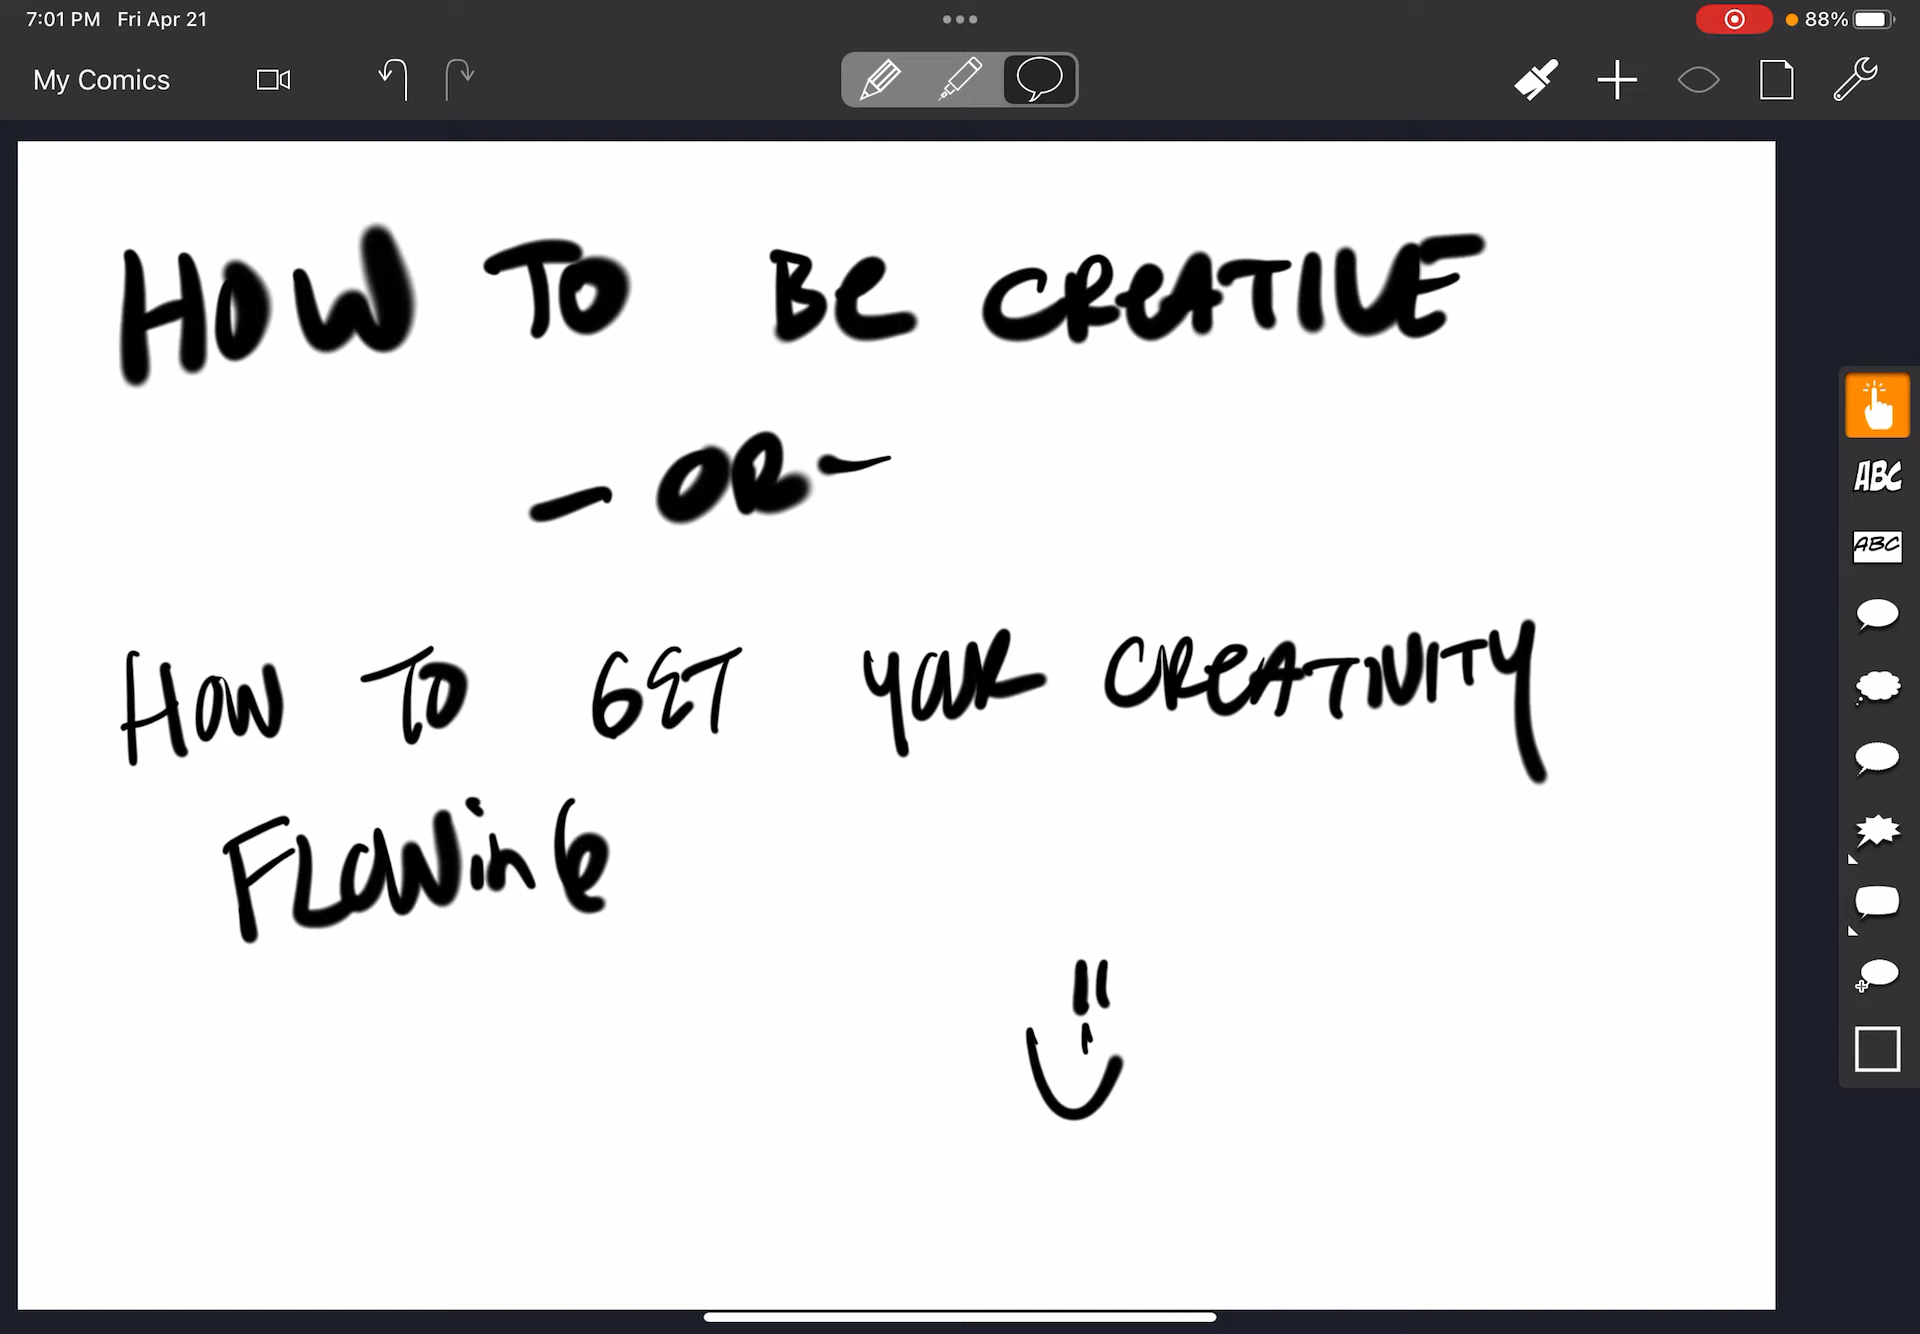 7:01 PM Fri Apr 21
88%
My Comics
HOW TO BE CREATIVE
- OR -
HOW TO GET YOUR CREATIVITY
FLOWinG
ABC
ABC